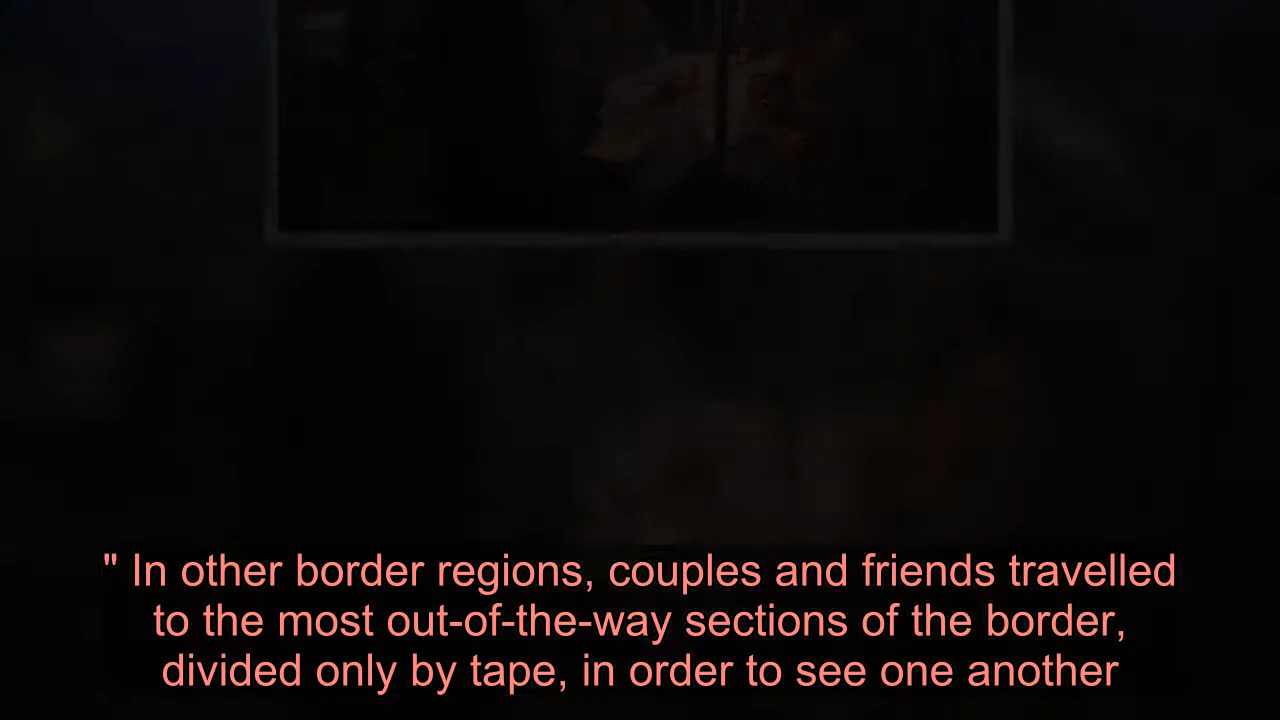 " In other border regions, couples and friends travelled
to the most out-of-the-way sections of the border,
divided only by tape, in order to see one another